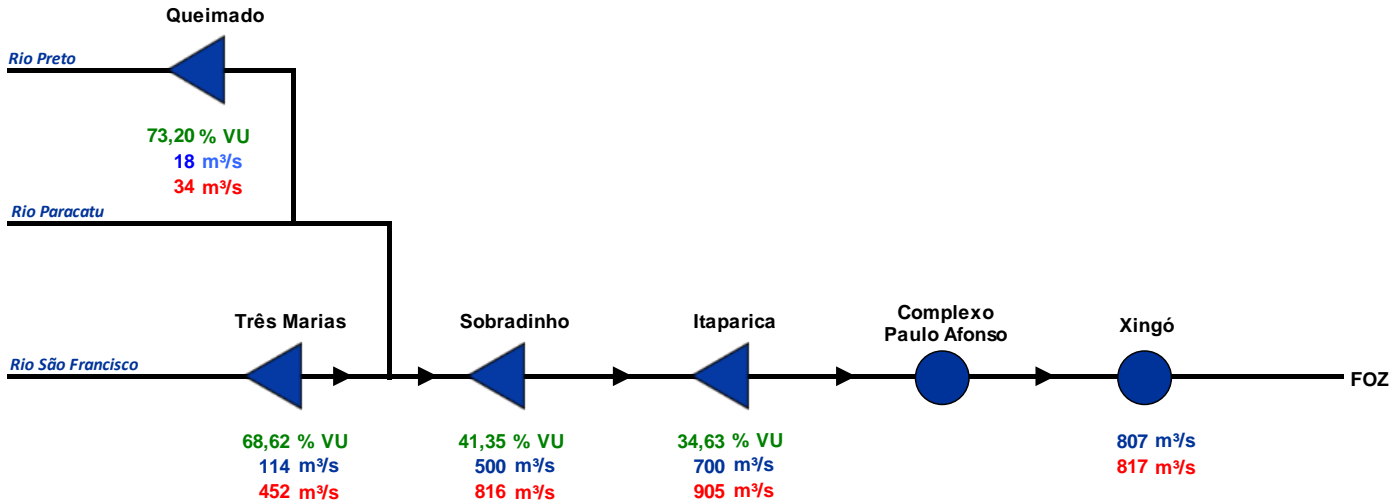 Queimado
Rio Preto
73,20 % VU
18 m³/s
34 m³/s
Rio Paracatu
Três Marias
Sobradinho
Itaparica
Complexo
Paulo Afonso
Xingó
Rio São Francisco
FOZ
68,62 % VU
114 m³/s
452 m³/s
41,35 % VU
500 m³/s
816 m³/s
34,63 % VU
700 m³/s
905 m³/s
807 m³/s
817 m³/s